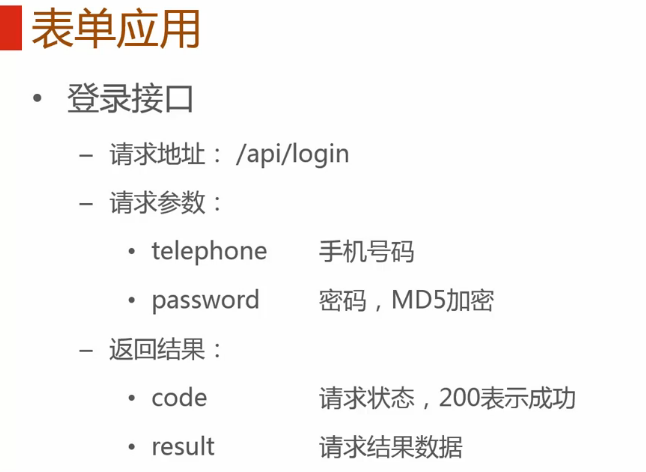 表单应用
• 登录接口
– 请求地址： /api/login
– 请求参数：
• telephone 手机号码
• password 密码，MD5加密
– 返回结果：
• code 请求状态，200表示成功
• result 请求结果数据